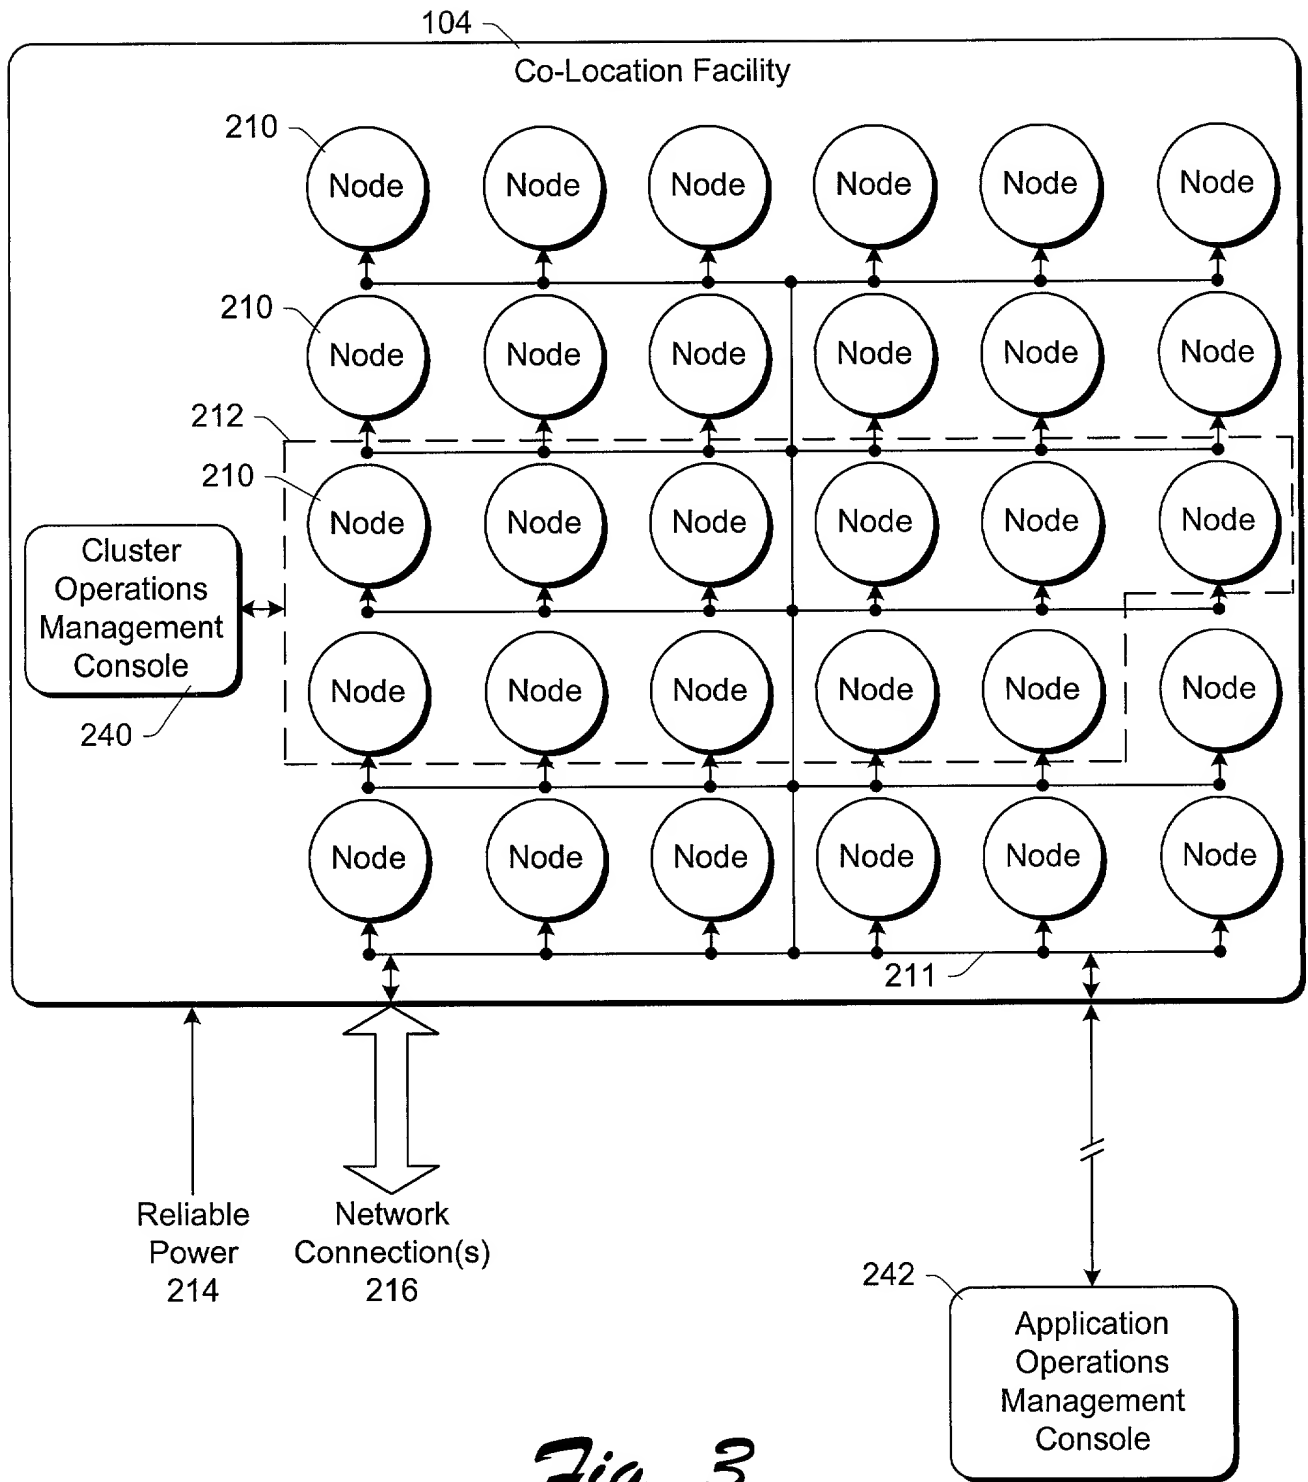 104
Co-Location Facility
210
Node Node Node Node Node Node
210
Node Node Node Node Node Node
212
210
Node Node Node Node Node Node
Cluster
Operations
Management
Console
240
Node Node Node Node Node Node
Node Node Node Node Node Node
211
Reliable
Power
214
Network
Connection(s)
216
242
Application
Operations
Management
Console
Fig. 3